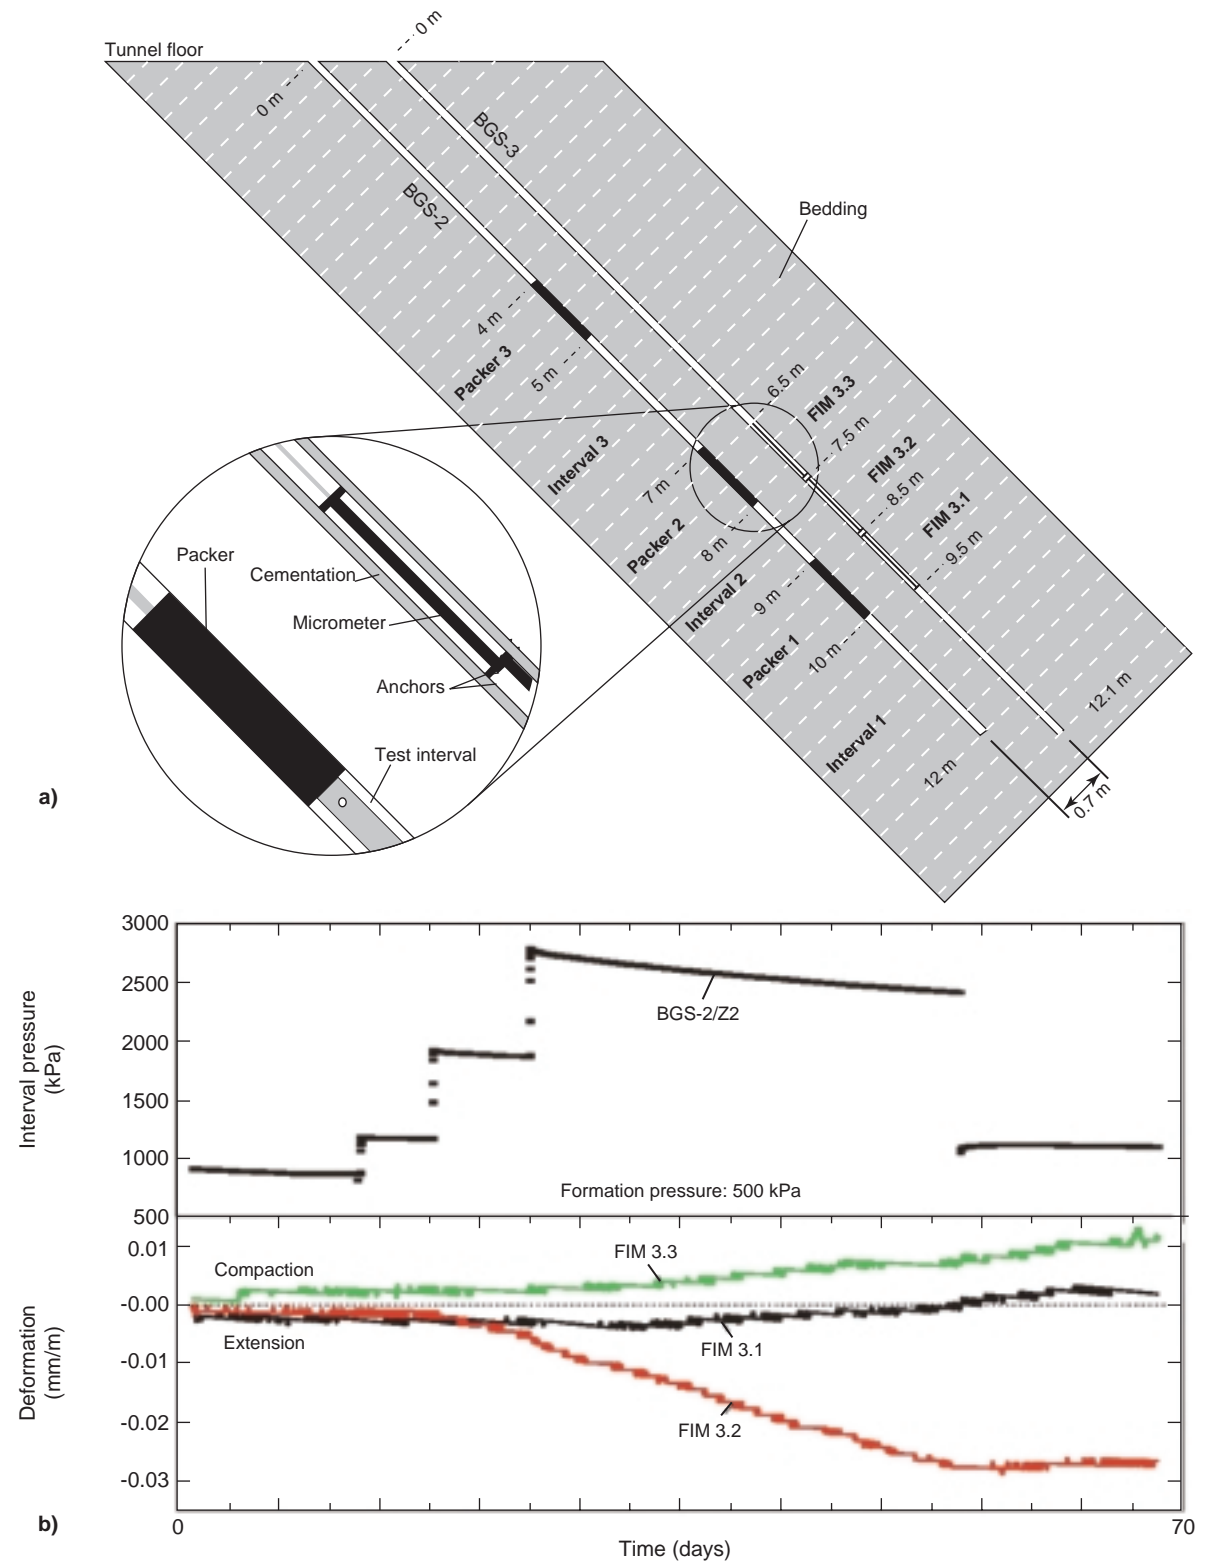 0 m
Tunnel floor
0 m
BGS-3
BGS-2
Bedding
4 m
Packer 3
5 m
6.5 m
FIM 3.3
7.5 m
Interval 3
FIM 3.2
7 m
8.5 m
FIM 3.1
Packer 2
8 m
9.5 m
Packer
Cementation
Interval 2
9 m
Micrometer
Packer 1
10 m
Anchors
12.1 m
Interval 1
Test interval
12 m
a)
0.7 m
3000
2500
2000
1500
1000
500
Interval pressure
(kPa)
BGS-2/Z2
Formation pressure: 500 kPa
0.01
-0.00
-0.01
-0.02
-0.03
Deformation
(mm/m)
FIM 3.3
Compaction
Extension
FIM 3.1
FIM 3.2
b)
0
70
Time (days)